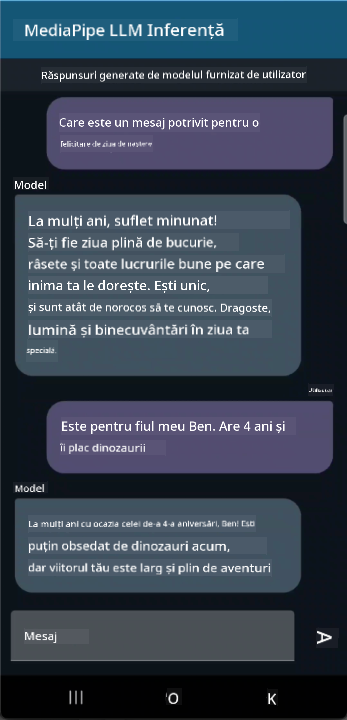 MediaPipe LLM Inferență
Răspunsuri generate de modelul furnizat de utilizator
Care este un mesaj potrivit pentru o
felicitare de ziua de naștere
Model
La mulți ani, suflet minunat!
Să-ți fie ziua plină de bucurie,
râsete și toate lucrurile bune pe care
inima ta le dorește. Ești unic,
și sunt atât de norocos să te cunosc. Dragoste,
lumină și binecuvântări în ziua ta
specială.
Utilizator
Este pentru fiul meu Ben. Are 4 ani și
îi plac dinozaurii
Model
La mulți ani cu ocazia celei de-a 4-a aniversări, Ben! Ești
puțin obsedat de dinozauri acum,
dar viitorul tău este larg și plin de aventuri
Mesaj
A
III
'O
K